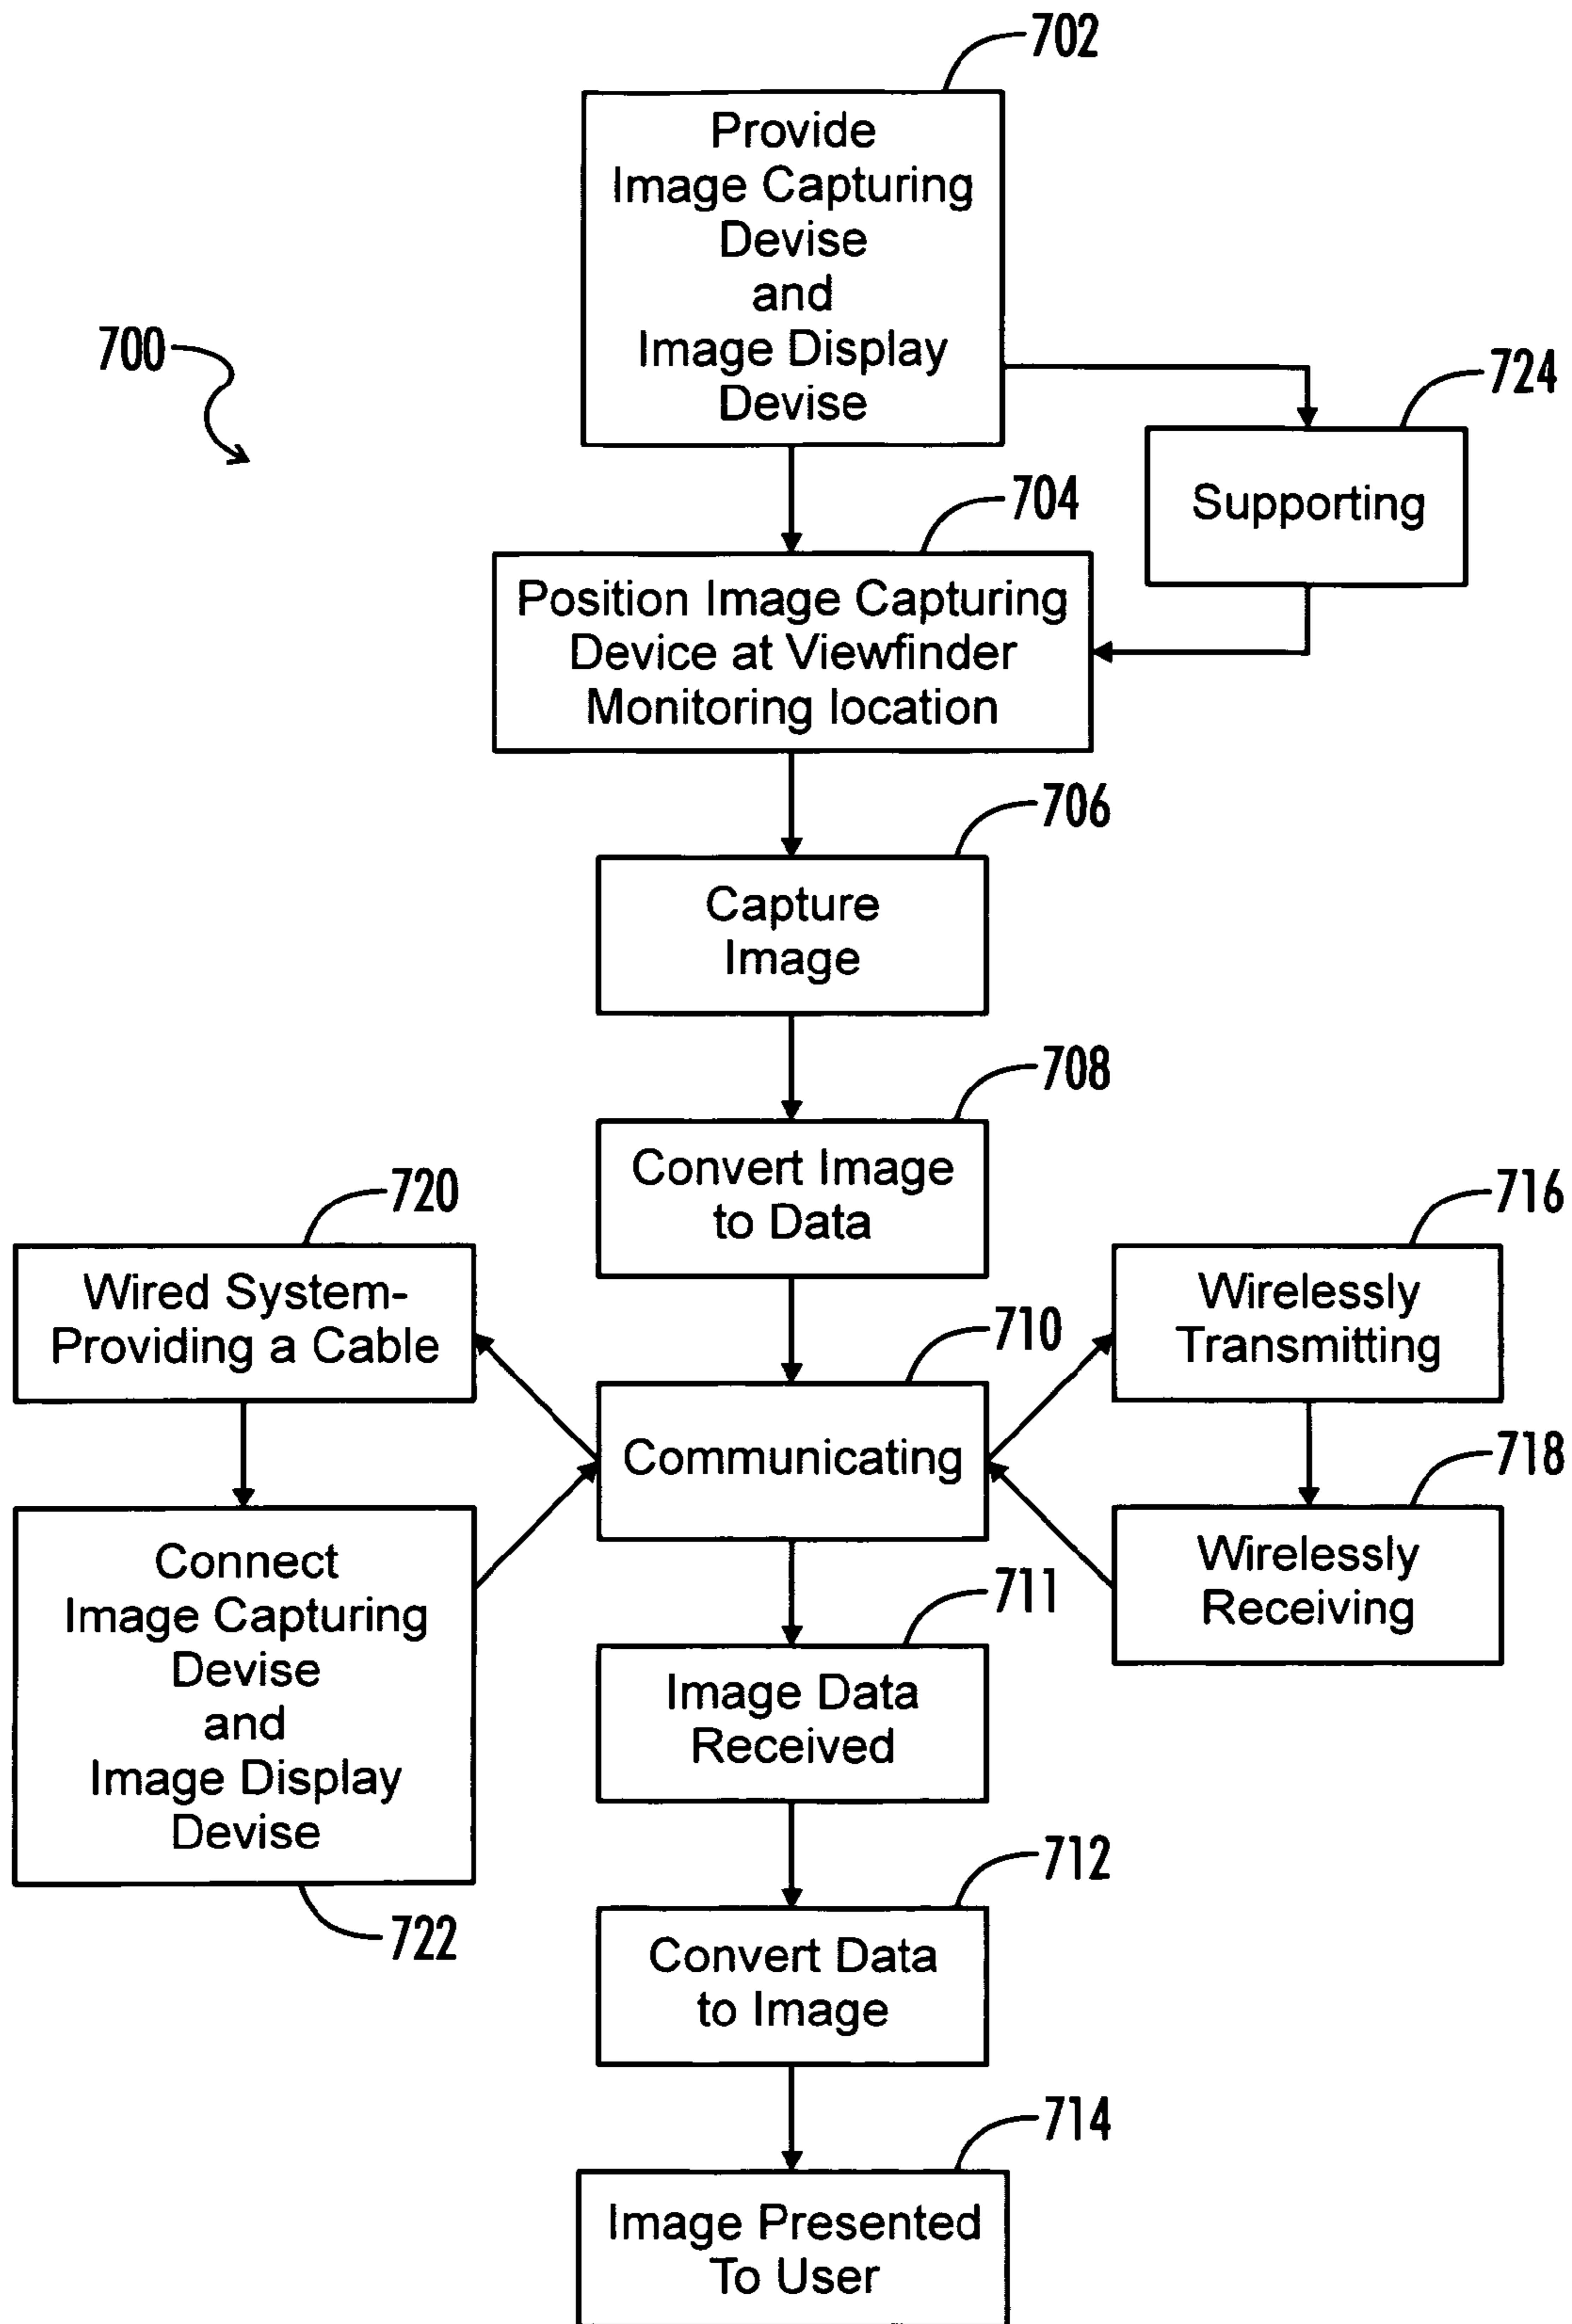 702
Provide
Image Capturing
Devise
and
Image Display
Devise
700
724
Supporting
704
Position Image Capturing
Device at Viewfinder
Monitoring location
706
Capture
Image
708
Convert Image
to Data
720
Wired System-
Providing a Cable
716
Wirelessly
Transmitting
710
Communicating
722
Connect
Image Capturing
Devise
and
Image Display
Devise
718
Wirelessly
Receiving
711
Image Data
Received
712
Convert Data
to Image
714
Image Presented
To User